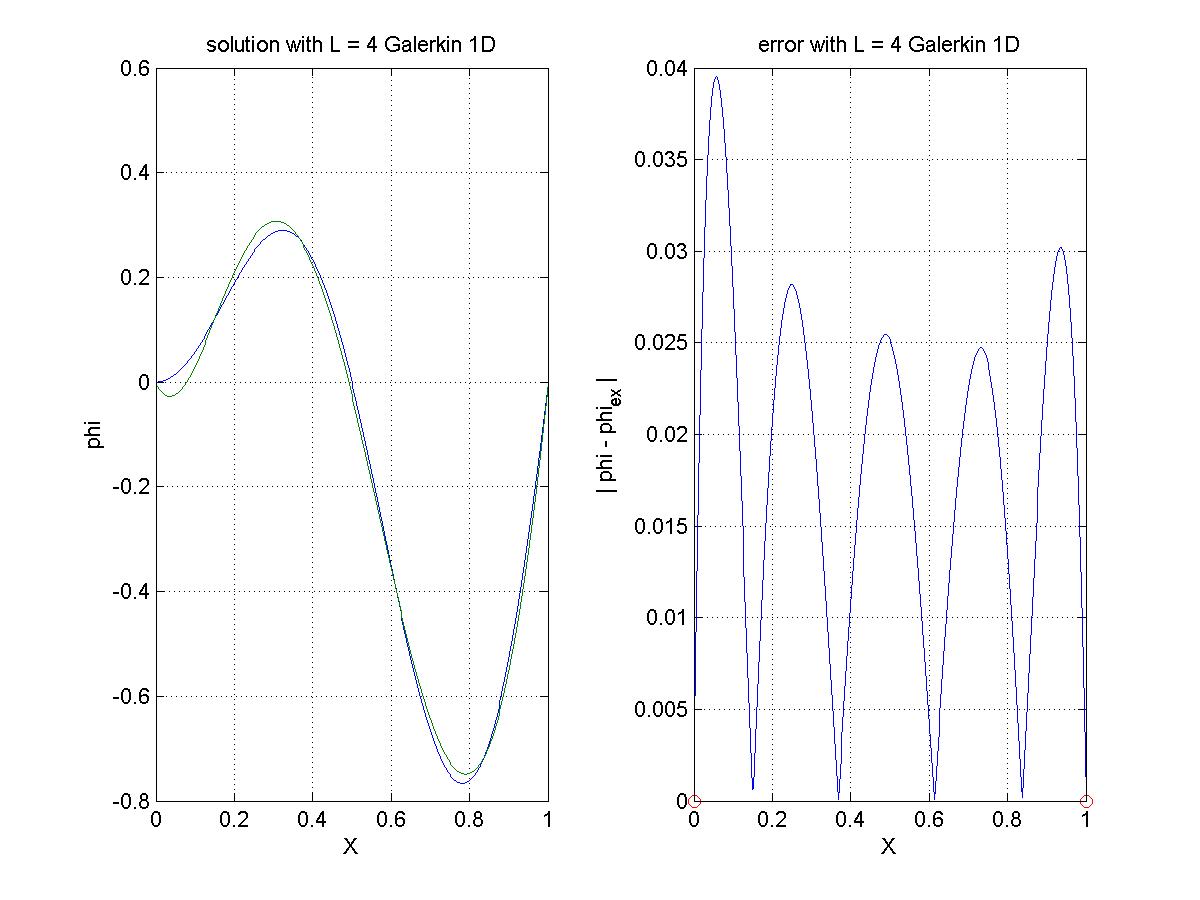 solution with L = 4 Galerkin 1D
0.6
0.4
0.2
0
-0.2
-0.4
-0.6
-0.8
phi
0 0.2 0.4 0.6 0.8 1
X
error with L = 4 Galerkin 1D
0.04
0.035
0.03
0.025
0.02
0.015
0.01
0.005
0
| phi - phi_ex |
0 0.2 0.4 0.6 0.8 1
X